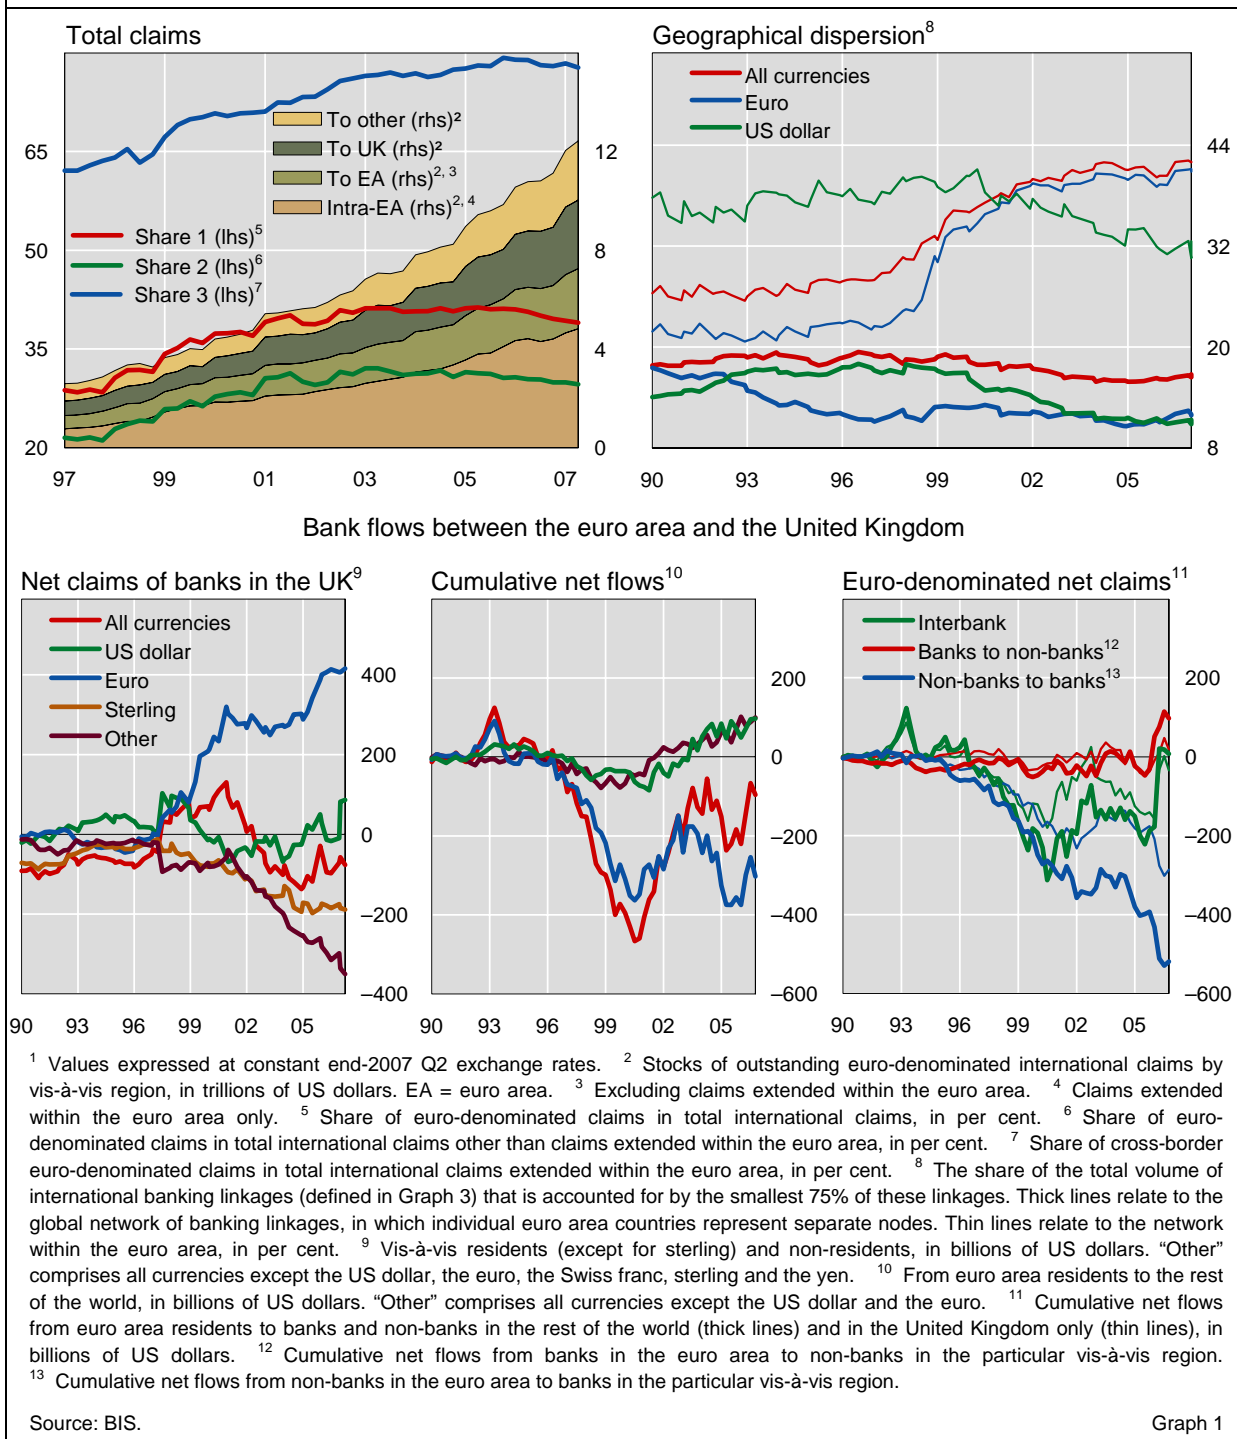 Total claims
Geographical dispersion8
All currencies
Euro
US dollar
To other (rhs)²
To UK (rhs)²
To EA (rhs)2, 3
Intra-EA (rhs)2, 4
Share 1 (lhs)5
Share 2 (lhs)6
Share 3 (lhs)7
65
50
35
20
12
8
4
0
44
32
20
8
97 99 01 03 05 07
90 93 96 99 02 05
Bank flows between the euro area and the United Kingdom
Net claims of banks in the UK9
Cumulative net flows10
Euro-denominated net claims11
All currencies
US dollar
Euro
Sterling
Other
Interbank
Banks to non-banks12
Non-banks to banks13
400
200
0
–200
–400
200
0
–200
–400
–600
200
0
–200
–400
–600
90 93 96 99 02 05
90 93 96 99 02 05
90 93 96 99 02 05
1 Values expressed at constant end-2007 Q2 exchange rates. 2 Stocks of outstanding euro-denominated international claims by
vis-à-vis region, in trillions of US dollars. EA = euro area. 3 Excluding claims extended within the euro area. 4 Claims extended
within the euro area only. 5 Share of euro-denominated claims in total international claims, in per cent. 6 Share of euro-
denominated claims in total international claims other than claims extended within the euro area, in per cent. 7 Share of cross-border
euro-denominated claims in total international claims extended within the euro area, in per cent. 8 The share of the total volume of
international banking linkages (defined in Graph 3) that is accounted for by the smallest 75% of these linkages. Thick lines relate to the
global network of banking linkages, in which individual euro area countries represent separate nodes. Thin lines relate to the network
within the euro area, in per cent. 9 Vis-à-vis residents (except for sterling) and non-residents, in billions of US dollars. “Other”
comprises all currencies except the US dollar, the euro, the Swiss franc, sterling and the yen. 10 From euro area residents to the rest
of the world, in billions of US dollars. “Other” comprises all currencies except the US dollar and the euro. 11 Cumulative net flows
from euro area residents to banks and non-banks in the rest of the world (thick lines) and in the United Kingdom only (thin lines), in
billions of US dollars. 12 Cumulative net flows from banks in the euro area to non-banks in the particular vis-à-vis region.
13 Cumulative net flows from non-banks in the euro area to banks in the particular vis-à-vis region.
Source: BIS.
Graph 1